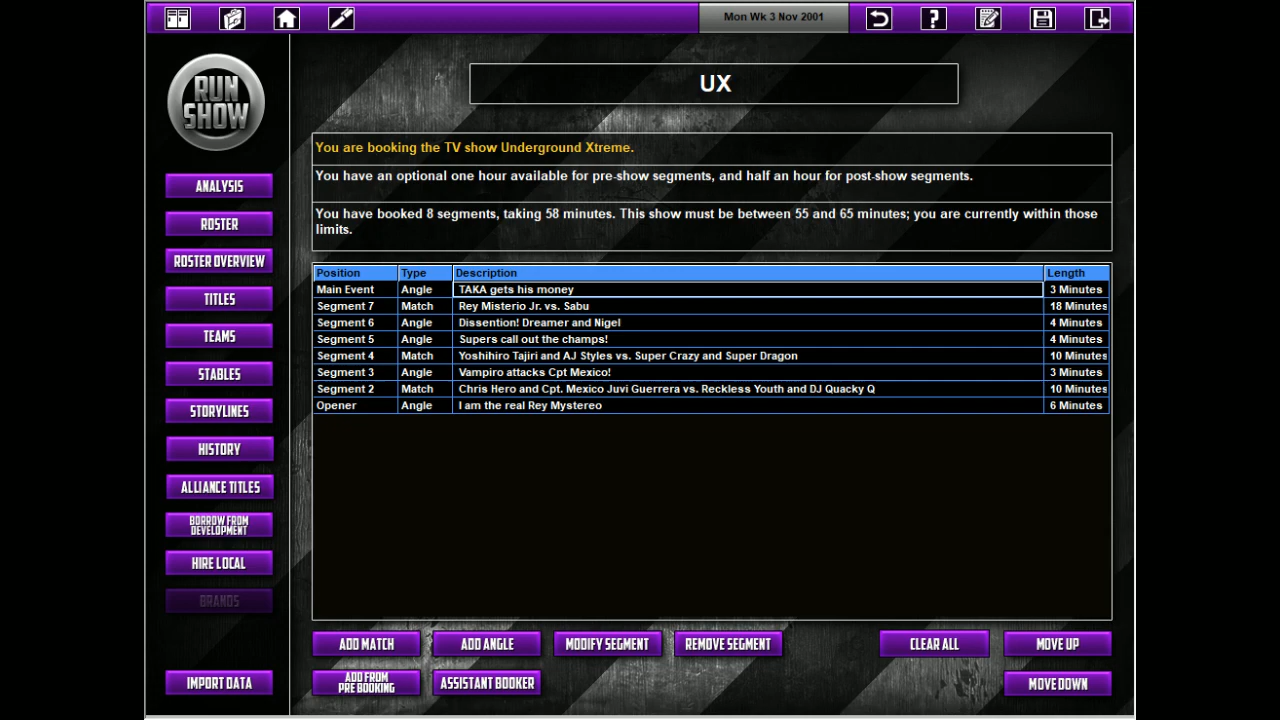 Mon Wk 3 Nov 2001
?
RUN
SHOW
UX
You are booking the TV show Underground Xtreme.
You have an optional one hour available for pre-show segments, and half an hour for post-show segments.
You have booked 8 segments, taking 58 minutes. This show must be between 55 and 65 minutes; you are currently within those
limits.
ANALYSIS
ROSTER
ROSTER OVERVIEW
TITLES
TEAMS
STABLES
STORYLINES
HISTORY
ALLIANCE TITLES
BORROW FROM
DEVELOPMENT
HIRE LOCAL
BRANDS
IMPORT DATA
Position Type Description Length
Main Event Angle TAKA gets his money 3 Minutes
Segment 7 Match Rey Misterio Jr. vs. Sabu 18 Minutes
Segment 6 Angle Dissention! Dreamer and Nigel 4 Minutes
Segment 5 Angle Supers call out the champs! 4 Minutes
Segment 4 Match Yoshihiro Tajiri and AJ Styles vs. Super Crazy and Super Dragon 10 Minutes
Segment 3 Angle Vampiro attacks Cpt Mexico! 3 Minutes
Segment 2 Match Chris Hero and Cpt. Mexico Juvi Guerrera vs. Reckless Youth and DJ Quacky Q 10 Minutes
Opener Angle I am the real Rey Mystereo 6 Minutes
ADD MATCH ADD ANGLE MODIFY SEGMENT REMOVE SEGMENT CLEAR ALL MOVE UP
ADD FROM
PRE BOOKING
ASSISTANT BOOKER MOVE DOWN